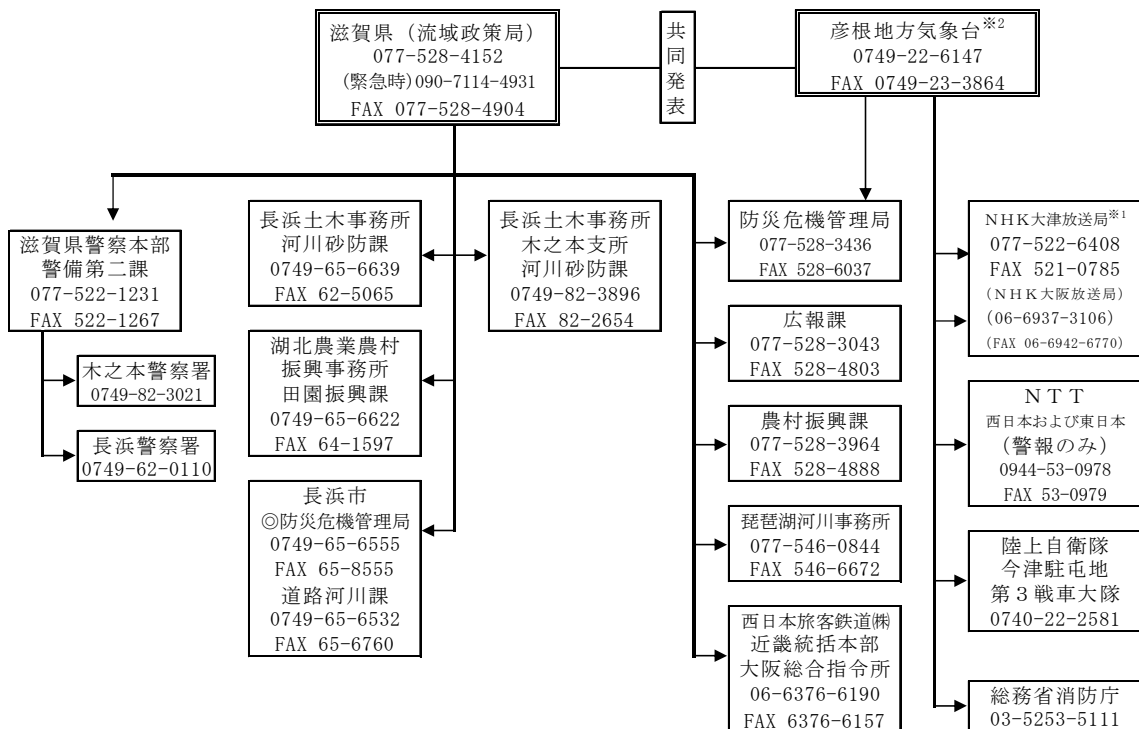 滋賀県（流域政策局）
077-528-4152
(緊急時)090-7114-4931
FAX 077-528-4904
共
同
発
表
彦根地方気象台※2
0749-22-6147
FAX 0749-23-3864
滋賀県警察本部
警備第二課
077-522-1231
FAX 522-1267
木之本警察署
0749-82-3021
長浜警察署
0749-62-0110
長浜土木事務所
河川砂防課
0749-65-6639
FAX 62-5065
湖北農業農村
振興事務所
田園振興課
0749-65-6622
FAX 64-1597
長浜市
◎防災危機管理局
0749-65-6555
FAX 65-8555
道路河川課
0749-65-6532
FAX 65-6760
長浜土木事務所
木之本支所
河川砂防課
0749-82-3896
FAX 82-2654
防災危機管理局
077-528-3436
FAX 528-6037
広報課
077-528-3043
FAX 528-4803
農村振興課
077-528-3964
FAX 528-4888
琵琶湖河川事務所
077-546-0844
FAX 546-6672
西日本旅客鉄道㈱
近畿統括本部
大阪総合指令所
06-6376-6190
FAX 6376-6157
NHK大津放送局※1
077-522-6408
FAX 521-0785
(NHK大阪放送局)
(06-6937-3106)
(FAX 06-6942-6770)
ＮＴＴ
西日本および東日本
(警報のみ)
0944-53-0978
FAX 53-0979
陸上自衛隊
今津駐屯地
第３戦車大隊
0740-22-2581
総務省消防庁
03-5253-5111